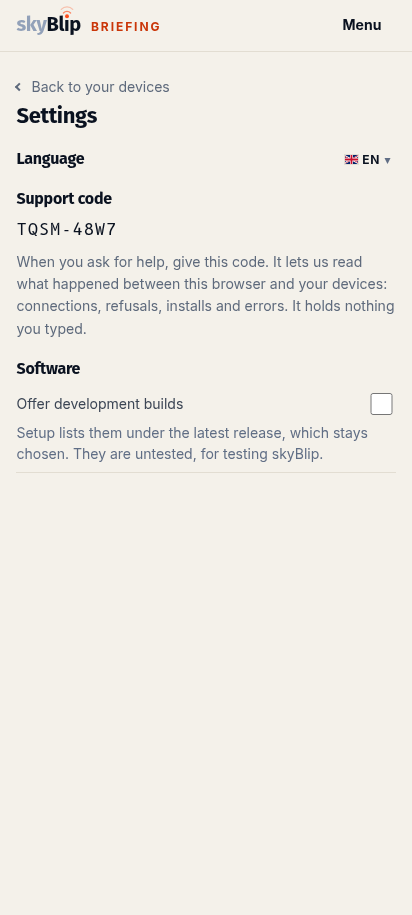 skyBlip BRIEFING
Menu
Back to your devices
Settings
Language
EN
Support code
TQSM-48W7
When you ask for help, give this code. It lets us read
what happened between this browser and your devices:
connections, refusals, installs and errors. It holds nothing
you typed.
Software
Offer development builds
Setup lists them under the latest release, which stays
chosen. They are untested, for testing skyBlip.